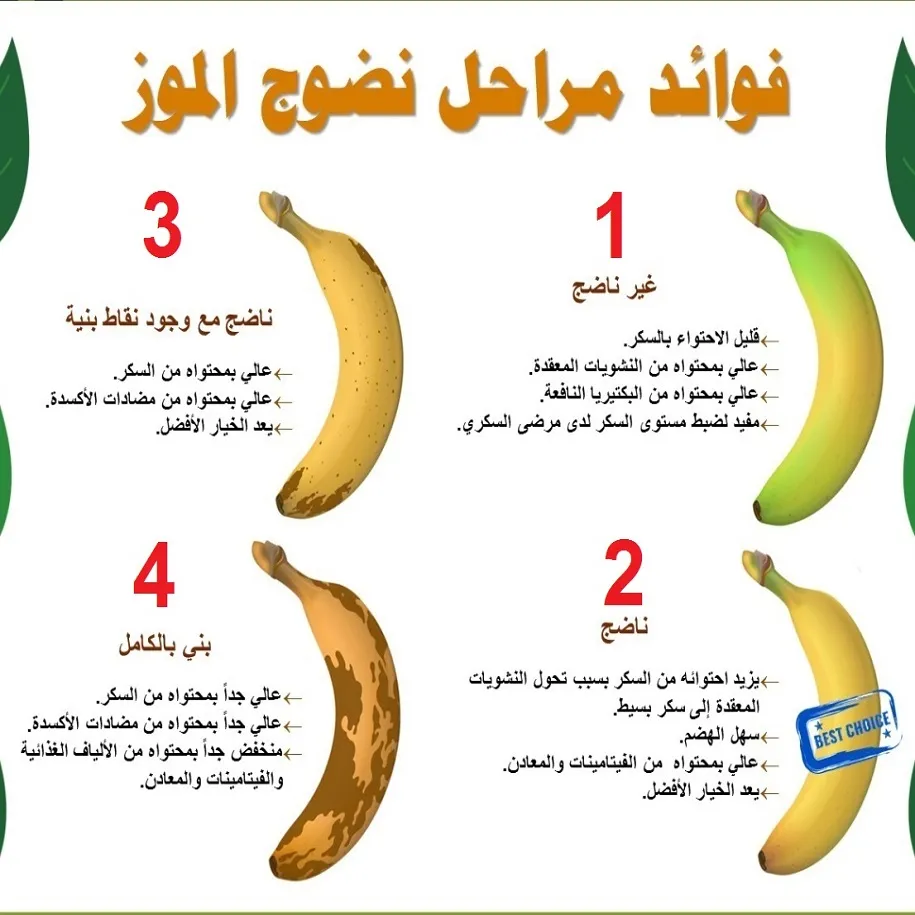 فوائد مراحل نضوج الموز
1
غير ناضج
←قليل الاحتواء بالسكر.
←عالي بمحتواه من النشويات المعقدة.
←عالي بمحتواه من البكتيريا النافعة.
←مفيد لضبط مستوى السكر لدى مرضى السكري.
2
ناضج
←يزيد احتوائه من السكر بسبب تحول النشويات
المعقدة إلى سكر بسيط.
←سهل الهضم.
←عالي بمحتواه من الفيتامينات والمعادن.
←يعد الخيار الأفضل.
BEST CHOICE
3
ناضج مع وجود نقاط بنية
←عالي بمحتواه من السكر.
←عالي بمحتواه من مضادات الأكسدة.
←يعد الخيار الأفضل.
4
بني بالكامل
←عالي جداً بمحتواه من السكر.
←عالي جداً بمحتواه من مضادات الأكسدة.
←منخفض جداً بمحتواه من الألياف الغذائية
والفيتامينات والمعادن.